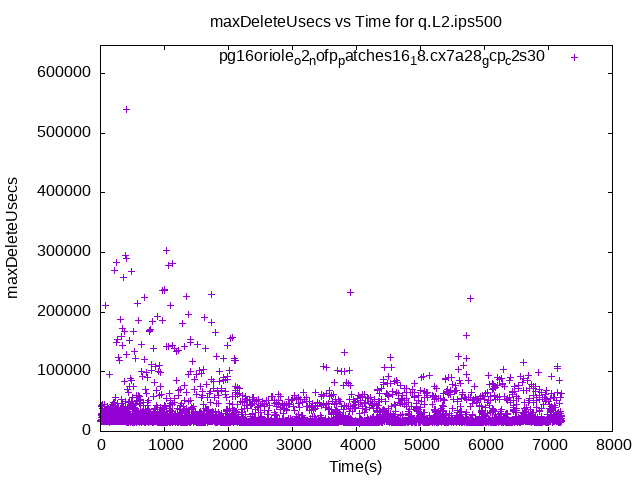 maxDeleteUsecs vs Time for q.L2.ips500
pg16oriole_o2_nofp_patches16_18.cx7a28_gcp_c2s30
600000
500000
400000
300000
200000
100000
0
maxDeleteUsecs
0 1000 2000 3000 4000 5000 6000 7000 8000
Time(s)